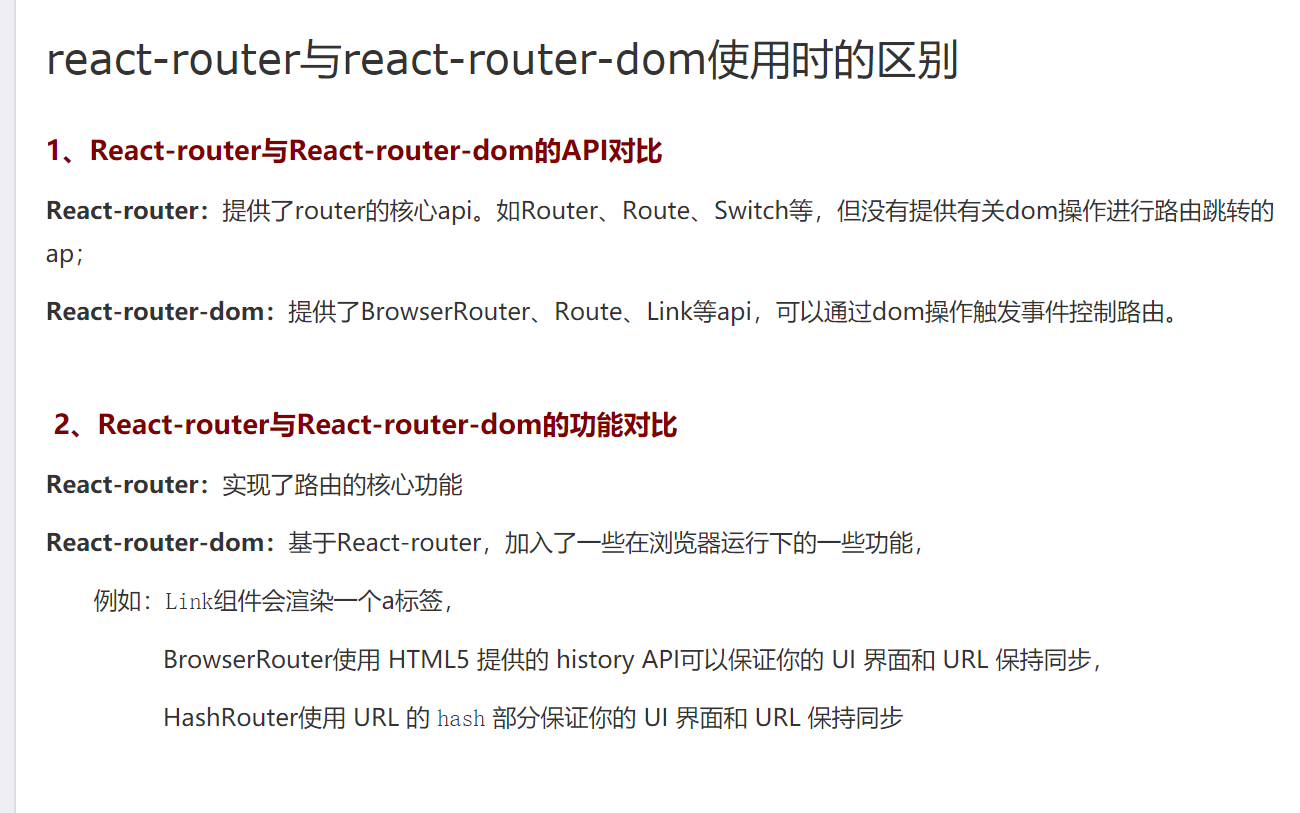 react-router与react-router-dom使用时的区别
1、React-router与React-router-dom的API对比
React-router：提供了router的核心api。如Router、Route、Switch等，但没有提供有关dom操作进行路由跳转的
ap；
React-router-dom：提供了BrowserRouter、Route、Link等api，可以通过dom操作触发事件控制路由。
2、React-router与React-router-dom的功能对比
React-router：实现了路由的核心功能
React-router-dom：基于React-router，加入了一些在浏览器运行下的一些功能，
例如：Link组件会渲染一个a标签，
BrowserRouter使用 HTML5 提供的 history API可以保证你的 UI 界面和 URL 保持同步，
HashRouter使用 URL 的 hash 部分保证你的 UI 界面和 URL 保持同步